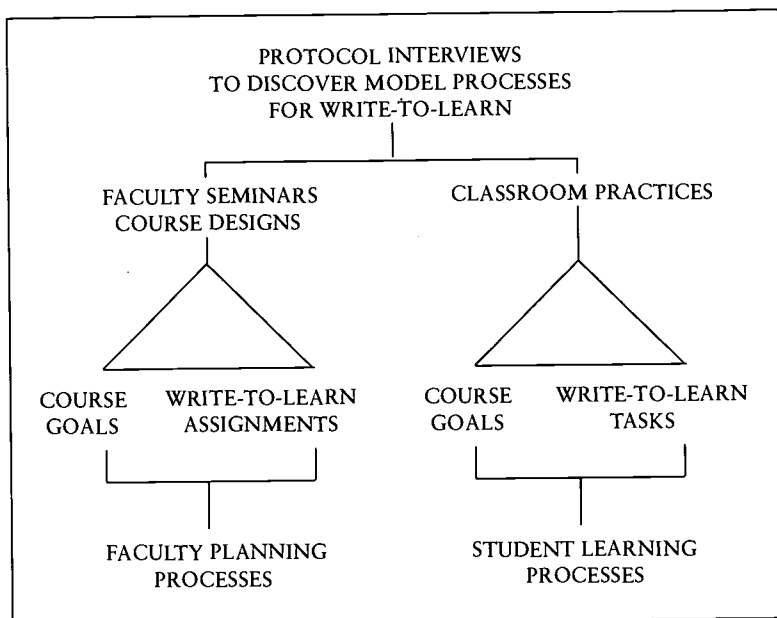 PROTOCOL INTERVIEWS
TO DISCOVER MODEL PROCESSES
FOR WRITE-TO-LEARN
FACULTY SEMINARS
COURSE DESIGNS
CLASSROOM PRACTICES
COURSE
GOALS
WRITE-TO-LEARN
ASSIGNMENTS
COURSE
GOALS
WRITE-TO-LEARN
TASKS
FACULTY PLANNING
PROCESSES
STUDENT LEARNING
PROCESSES